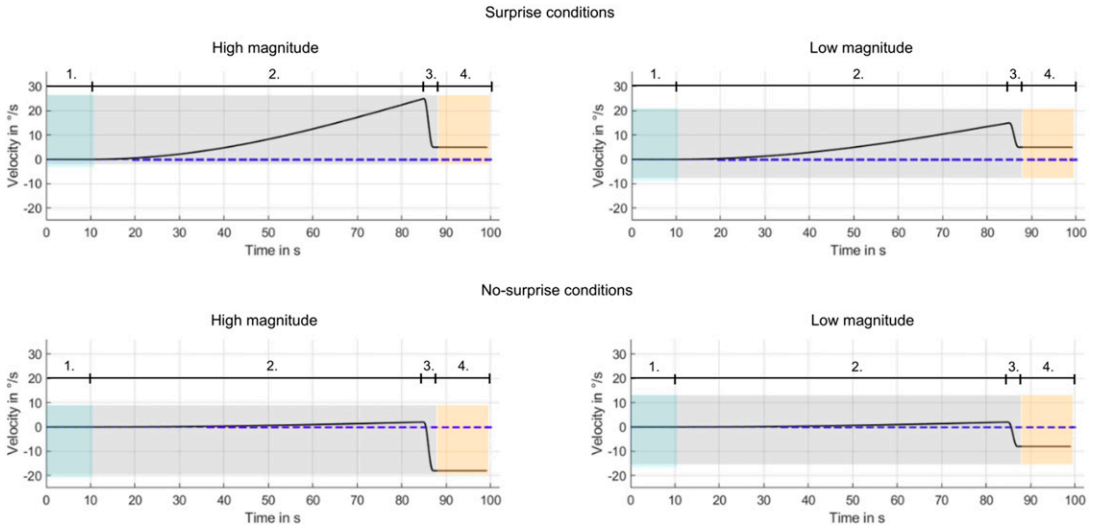 Surprise conditions
High magnitude
1. 2. 3. 4.
30
20
10
0
-10
-20
Velocity in °/s
0 10 20 30 40 50 60 70 80 90 100
Time in s
Low magnitude
1. 2. 3. 4.
30
20
10
0
-10
-20
Velocity in °/s
0 10 20 30 40 50 60 70 80 90 100
Time in s
No-surprise conditions
High magnitude
1. 2. 3. 4.
30
20
10
0
-10
-20
Velocity in °/s
0 10 20 30 40 50 60 70 80 90 100
Time in s
Low magnitude
1. 2. 3. 4.
30
20
10
0
-10
-20
Velocity in °/s
0 10 20 30 40 50 60 70 80 90 100
Time in s